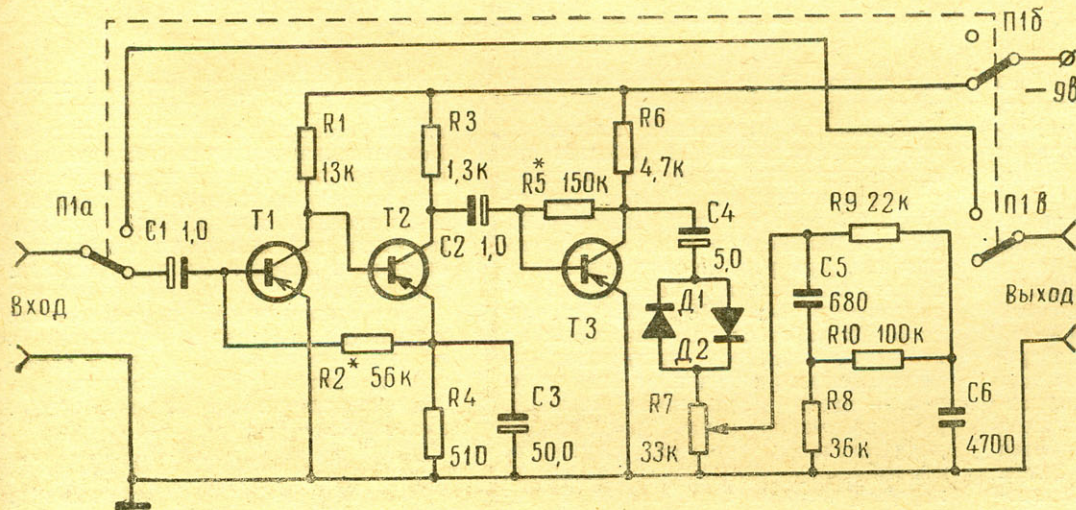 П1б
— 9в
R1
13к
R3
1,3к
R6
4,7к
R5* 150к
П1а
C1 1,0
T1
T2
C2 1,0
C4
5,0
R9 22к
П1в
Вход
T3
Д1
Д2
C5
680
R10 100к
Выход
R2* 56к
R4
510
C3
50,0
R7
33к
R8
36к
C6
4700